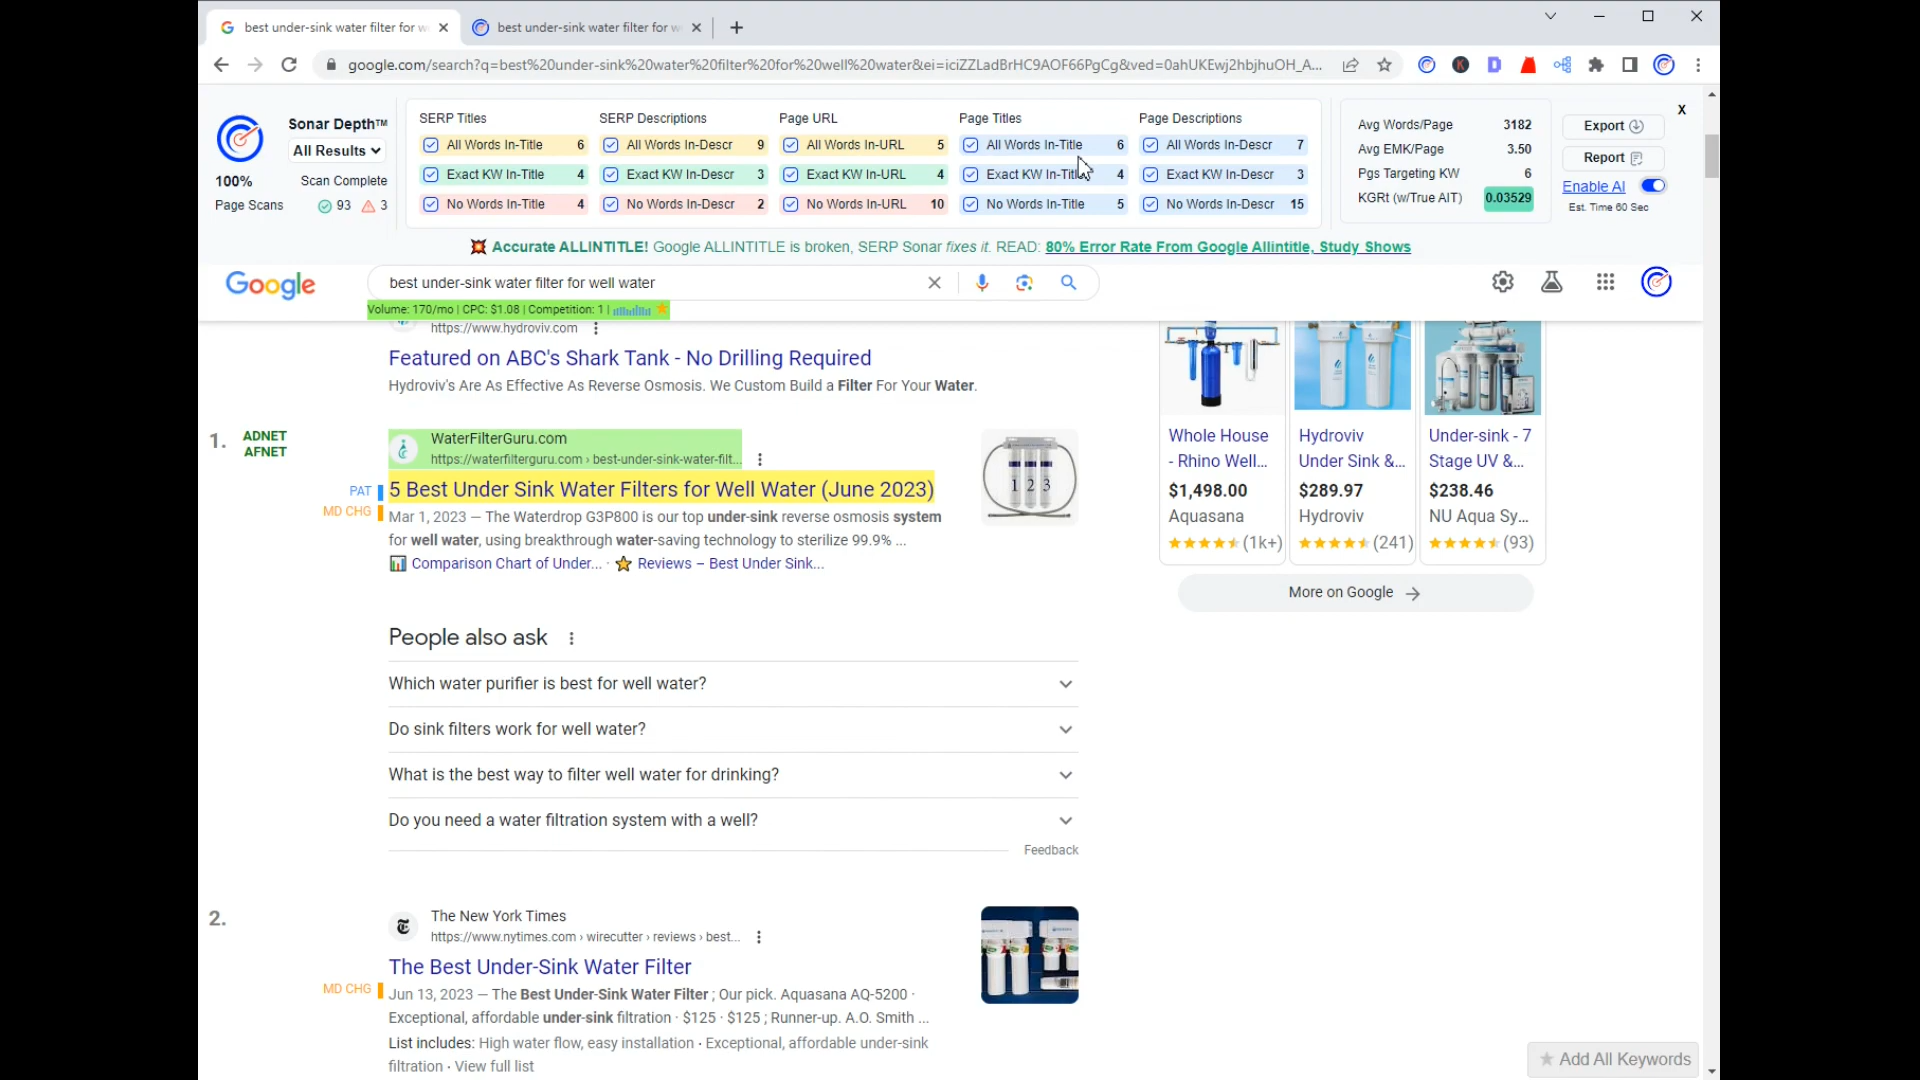 best under-sink water filter for w
best under-sink water filter for w
google.com/search?q=best%20under-sink%20water%20filter%20for%20well%20water&ei=iciZZLadBrHC9AOF66PgCg&ved=0ahUKEwj2hbjhuOH_A...
Sonar Depth™
All Results
100%
Scan Complete
Page Scans
93
3
SERP Titles
All Words In-Title 6
Exact KW In-Title 4
No Words In-Title 4
SERP Descriptions
All Words In-Descr 9
Exact KW In-Descr 3
No Words In-Descr 2
Page URL
All Words In-URL 5
Exact KW In-URL 4
No Words In-URL 10
Page Titles
All Words In-Title 6
Exact KW In-Title 4
No Words In-Title 5
Page Descriptions
All Words In-Descr 7
Exact KW In-Descr 3
No Words In-Descr 15
Avg Words/Page 3182
Avg EMK/Page 3.50
Pgs Targeting KW 6
KGRt (w/True AIT) 0.03529
Export
Report
Enable AI
Est. Time 60 Sec
X
Accurate ALLINTITLE! Google ALLINTITLE is broken, SERP Sonar fixes it. READ: 80% Error Rate From Google Allintitle, Study Shows
Google
best under-sink water filter for well water
Volume: 170/mo | CPC: $1.08 | Competition: 1 |
https://www.hydroviv.com
Featured on ABC's Shark Tank - No Drilling Required
Hydroviv's Are As Effective As Reverse Osmosis. We Custom Build a Filter For Your Water.
1.
ADNET
AFNET
WaterFilterGuru.com
https://waterfilterguru.com › best-under-sink-water-filt...
PAT
5 Best Under Sink Water Filters for Well Water (June 2023)
MD CHG
Mar 1, 2023 — The Waterdrop G3P800 is our top under-sink reverse osmosis system
for well water, using breakthrough water-saving technology to sterilize 99.9% ...
Comparison Chart of Under... · Reviews – Best Under Sink...
1 2 3
People also ask
Which water purifier is best for well water?
Do sink filters work for well water?
What is the best way to filter well water for drinking?
Do you need a water filtration system with a well?
Feedback
2.
The New York Times
https://www.nytimes.com › wirecutter › reviews › best...
The Best Under-Sink Water Filter
MD CHG
Jun 13, 2023 — The Best Under-Sink Water Filter ; Our pick. Aquasana AQ-5200 ·
Exceptional, affordable under-sink filtration · $125 · $125 ; Runner-up. A.O. Smith ...
List includes: High water flow, easy installation · Exceptional, affordable under-sink
filtration · View full list
Whole House
- Rhino Well...
$1,498.00
Aquasana
(1k+)
Hydroviv
Under Sink &...
$289.97
Hydroviv
(241)
Under-sink - 7
Stage UV &...
$238.46
NU Aqua Sy...
(93)
More on Google
Add All Keywords